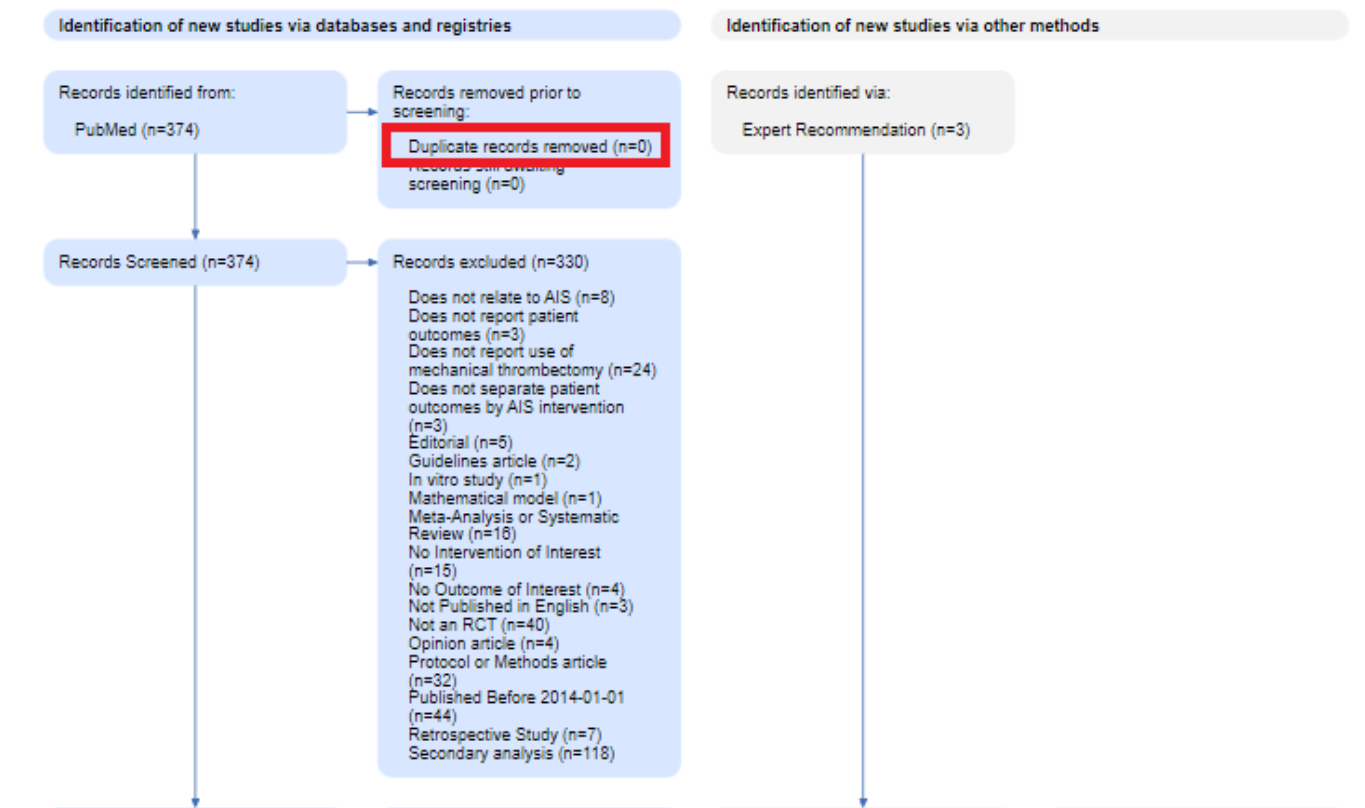 Identification of new studies via databases and registries
Identification of new studies via other methods
Records identified from:
PubMed (n=374)
Records removed prior to
screening:
Duplicate records removed (n=0)
Records still awaiting
screening (n=0)
Records identified via:
Expert Recommendation (n=3)
Records Screened (n=374)
Records excluded (n=330)
Does not relate to AIS (n=8)
Does not report patient
outcomes (n=3)
Does not report use of
mechanical thrombectomy (n=24)
Does not separate patient
outcomes by AIS intervention
(n=3)
Editorial (n=5)
Guidelines article (n=2)
In vitro study (n=1)
Mathematical model (n=1)
Meta-Analysis or Systematic
Review (n=16)
No Intervention of Interest
(n=15)
No Outcome of Interest (n=4)
Not Published in English (n=3)
Not an RCT (n=40)
Opinion article (n=4)
Protocol or Methods article
(n=32)
Published Before 2014-01-01
(n=44)
Retrospective Study (n=7)
Secondary analysis (n=118)